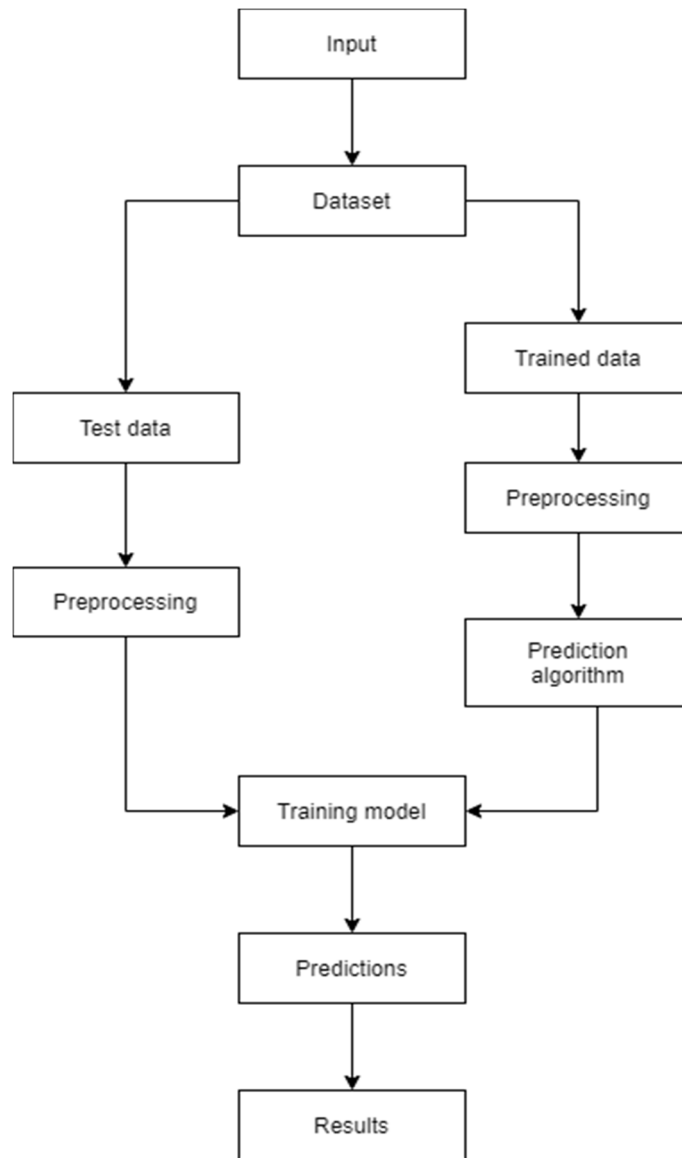 Input
Dataset
Trained data
Test data
Preprocessing
Preprocessing
Prediction
algorithm
Training model
Predictions
Results